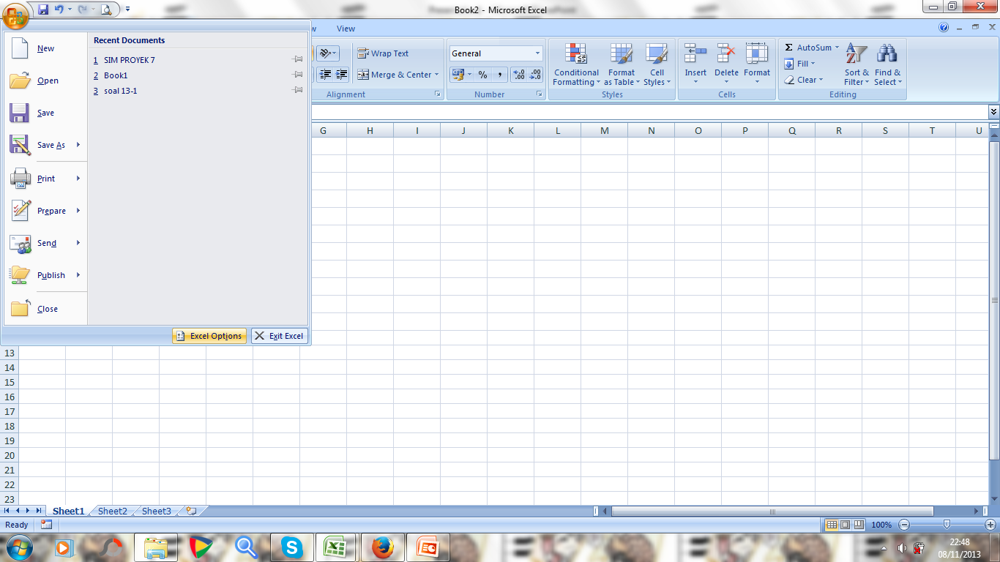 Book2 - Microsoft Excel
View
New
Open
Save
Save As
Print
Prepare
Send
Publish
Close
Recent Documents
1 SIM PROYEK 7
2 Book1
3 soal 13-1
Excel Options
Exit Excel
Wrap Text
Merge & Center
Alignment
General
%
,
.00
.00
Number
Conditional Formatting
Format as Table
Cell Styles
Styles
Insert
Delete
Format
Cells
Σ AutoSum
Fill
Clear
Sort & Filter
Find & Select
Editing
G H I J K L M N O P Q R S T U
13
14
15
16
17
18
19
20
21
22
23
Sheet1 Sheet2 Sheet3
Ready
100%
22:48
08/11/2013